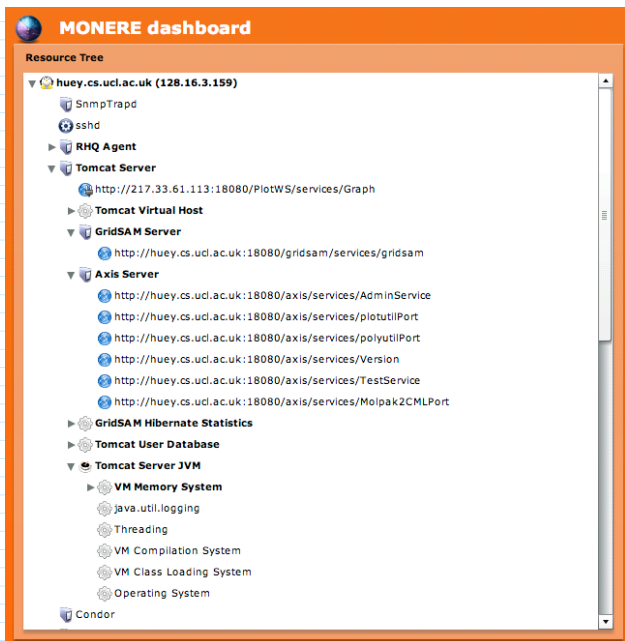 MONERE dashboard
Resource Tree
huey.cs.ucl.ac.uk (128.16.3.159)
SnmpTrapd
sshd
RHQ Agent
Tomcat Server
http://217.33.61.113:18080/PlotWS/services/Graph
Tomcat Virtual Host
GridSAM Server
http://huey.cs.ucl.ac.uk:18080/gridsam/services/gridsam
Axis Server
http://huey.cs.ucl.ac.uk:18080/axis/services/AdminService
http://huey.cs.ucl.ac.uk:18080/axis/services/plotutilPort
http://huey.cs.ucl.ac.uk:18080/axis/services/polyutilPort
http://huey.cs.ucl.ac.uk:18080/axis/services/Version
http://huey.cs.ucl.ac.uk:18080/axis/services/TestService
http://huey.cs.ucl.ac.uk:18080/axis/services/Molpak2CMLPort
GridSAM Hibernate Statistics
Tomcat User Database
Tomcat Server JVM
VM Memory System
java.util.logging
Threading
VM Compilation System
VM Class Loading System
Operating System
Condor